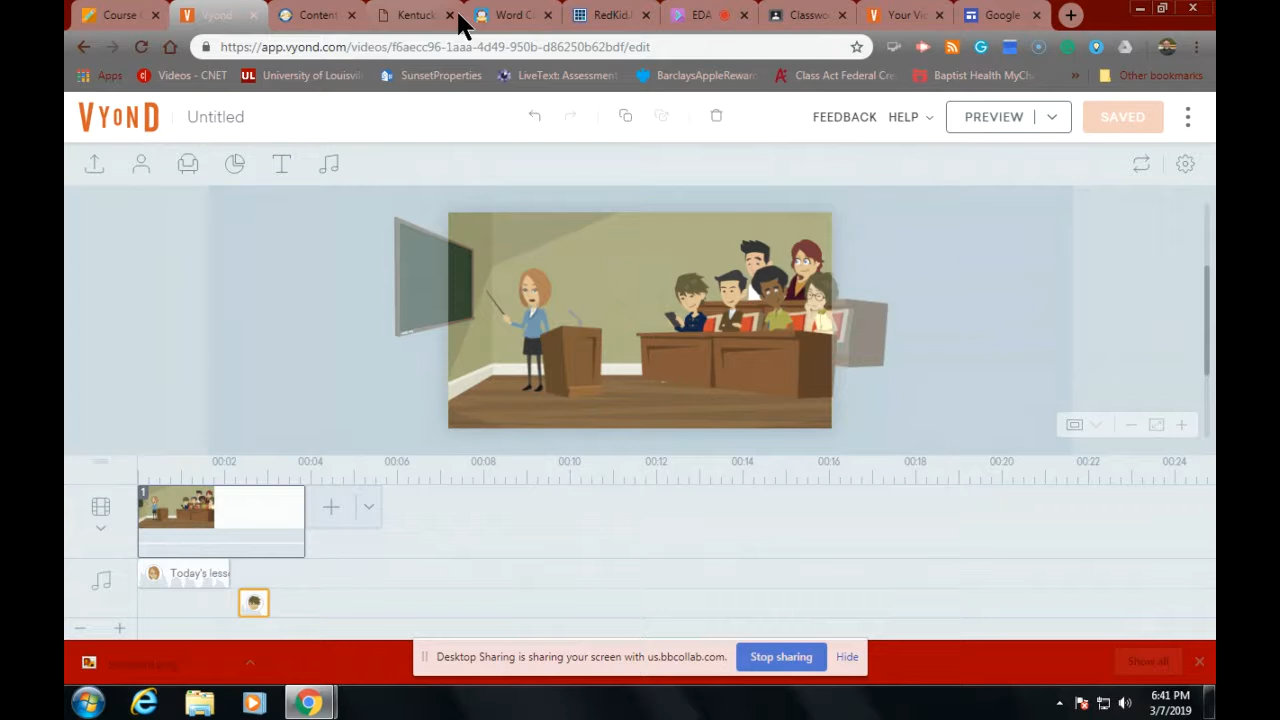 Course
Vyond
Content
Kentuck
Word C
RedKid.
EDA
Classwo
Your Vi
Google
https://app.vyond.com/videos/f6aecc96-1aaa-4d49-950b-d86250b62bdf/edit
Apps
Videos - CNET
UL University of Louisvil
SunsetProperties
LiveText: Assessment
BarclaysAppleRewar
Class Act Federal Cre
Baptist Health MyCh
»
Other bookmarks
VYOND
Untitled
FEEDBACK
HELP
PREVIEW
SAVED
00:02 00:04 00:06 00:08 00:10 00:12 00:14 00:16 00:18 00:20 00:22 00:24
1
Today's less
Desktop Sharing is sharing your screen with us.bbcollab.com.
Stop sharing
Hide
Show all
6:41 PM
3/7/2019